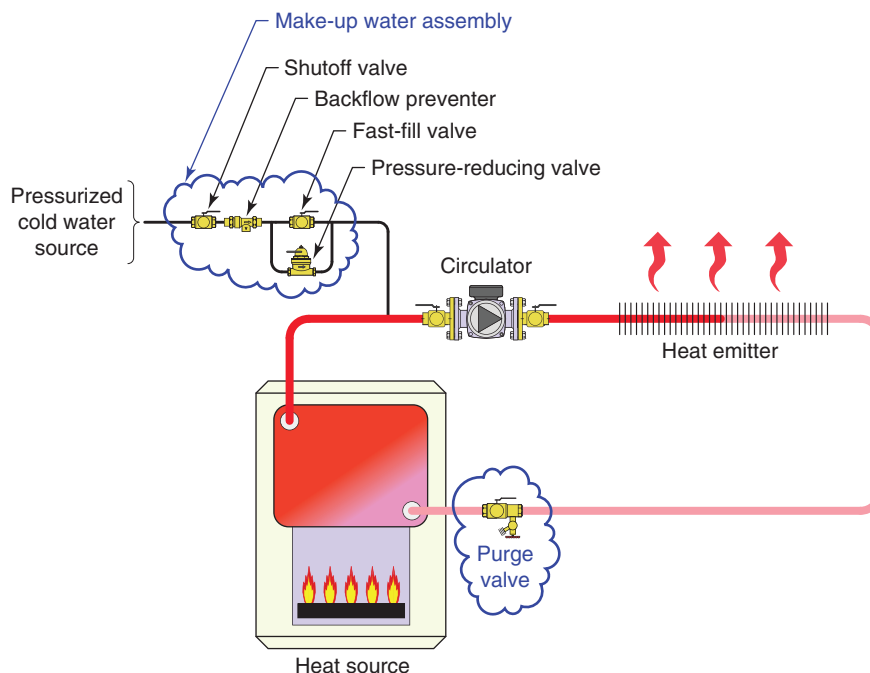 Make-up water assembly
Shutoff valve
Backflow preventer
Fast-fill valve
Pressure-reducing valve
Pressurized
cold water
source
Circulator
Heat emitter
Purge
valve
Heat source